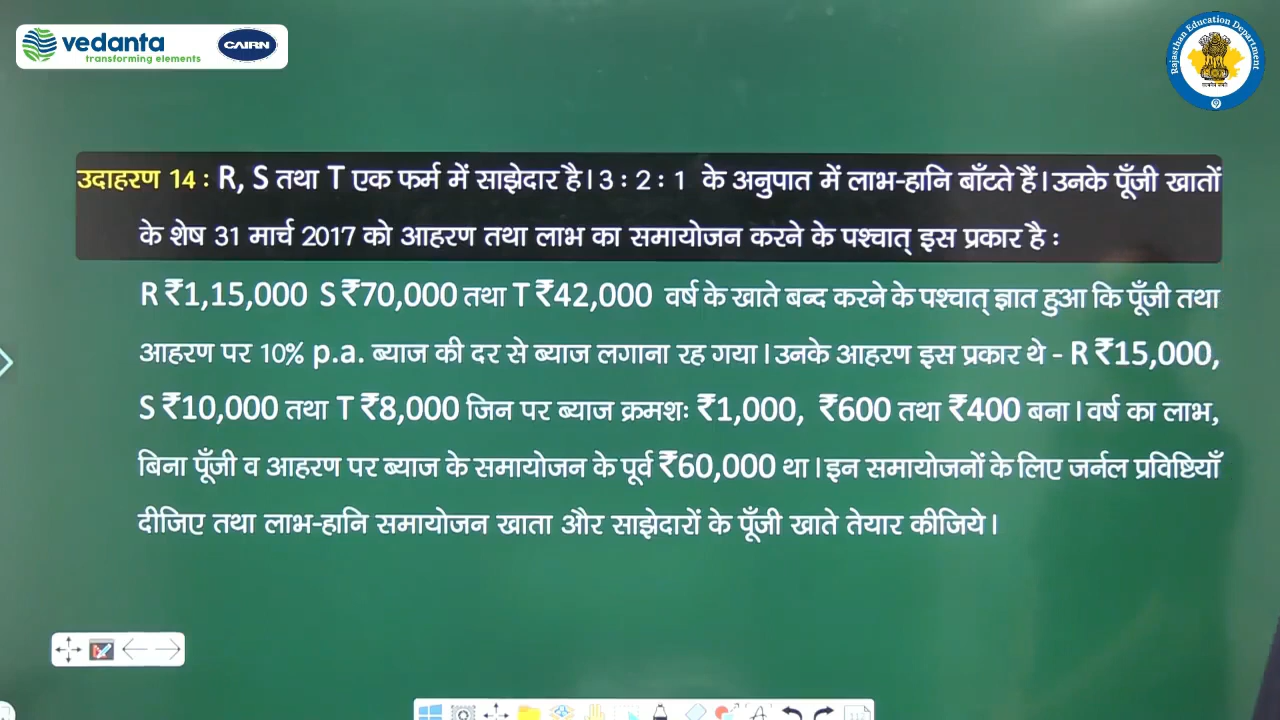 vedanta
transforming elements
CAIRN
Rajasthan Education Department
उदाहरण 14 : R, S तथा T एक फर्म में साझेदार है। 3 : 2 : 1 के अनुपात में लाभ-हानि बाँटते हैं। उनके पूँजी खातों
के शेष 31 मार्च 2017 को आहरण तथा लाभ का समायोजन करने के पश्चात् इस प्रकार है :
R ₹1,15,000 S ₹70,000 तथा T ₹42,000 वर्ष के खाते बन्द करने के पश्चात् ज्ञात हुआ कि पूँजी तथा
आहरण पर 10% p.a. ब्याज की दर से ब्याज लगाना रह गया। उनके आहरण इस प्रकार थे - R ₹15,000,
S ₹10,000 तथा T ₹8,000 जिन पर ब्याज क्रमशः ₹1,000, ₹600 तथा ₹400 बना। वर्ष का लाभ,
बिना पूँजी व आहरण पर ब्याज के समायोजन के पूर्व ₹60,000 था। इन समायोजनों के लिए जर्नल प्रविष्टियाँ
दीजिए तथा लाभ-हानि समायोजन खाता और साझेदारों के पूँजी खाते तेयार कीजिये।